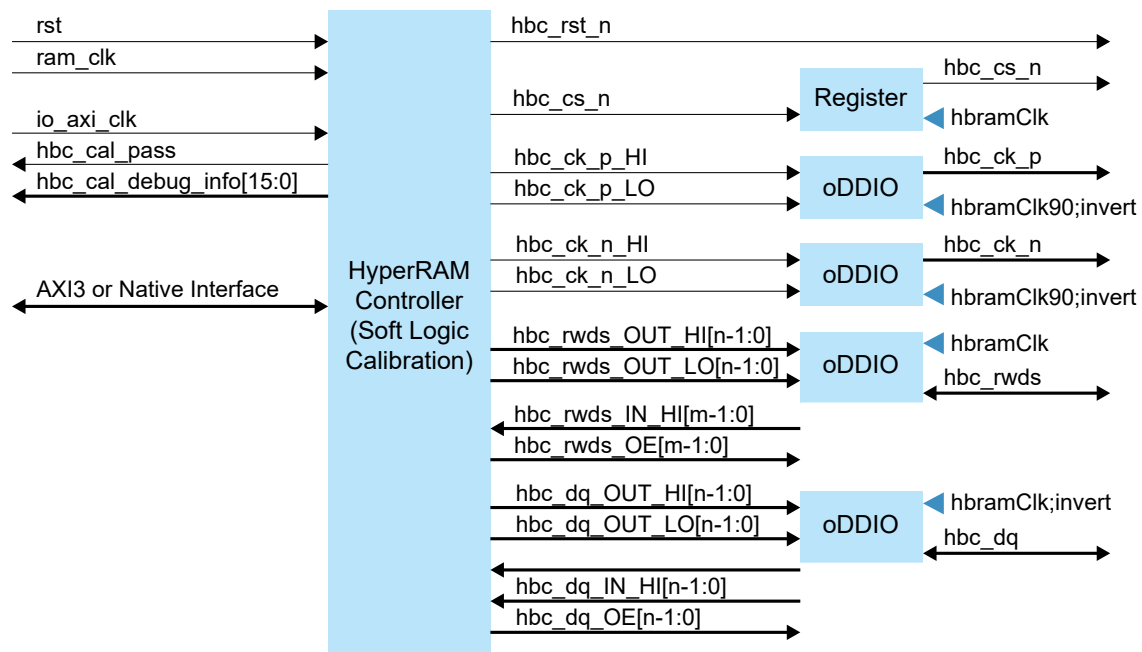 rst
ram_clk
io_axi_clk
hbc_cal_pass
hbc_cal_debug_info[15:0]
AXI3 or Native Interface
HyperRAM
Controller
(Soft Logic
Calibration)
hbc_rst_n
hbc_cs_n
Register
hbc_cs_n
hbramClk
hbc_ck_p_HI
hbc_ck_p_LO
oDDIO
hbc_ck_p
hbramClk90;invert
hbc_ck_n_HI
hbc_ck_n_LO
oDDIO
hbc_ck_n
hbramClk90;invert
hbc_rwds_OUT_HI[n-1:0]
hbc_rwds_OUT_LO[n-1:0]
oDDIO
hbramClk
hbc_rwds
hbc_rwds_IN_HI[m-1:0]
hbc_rwds_OE[m-1:0]
hbc_dq_OUT_HI[n-1:0]
hbc_dq_OUT_LO[n-1:0]
oDDIO
hbramClk;invert
hbc_dq
hbc_dq_IN_HI[n-1:0]
hbc_dq_OE[n-1:0]